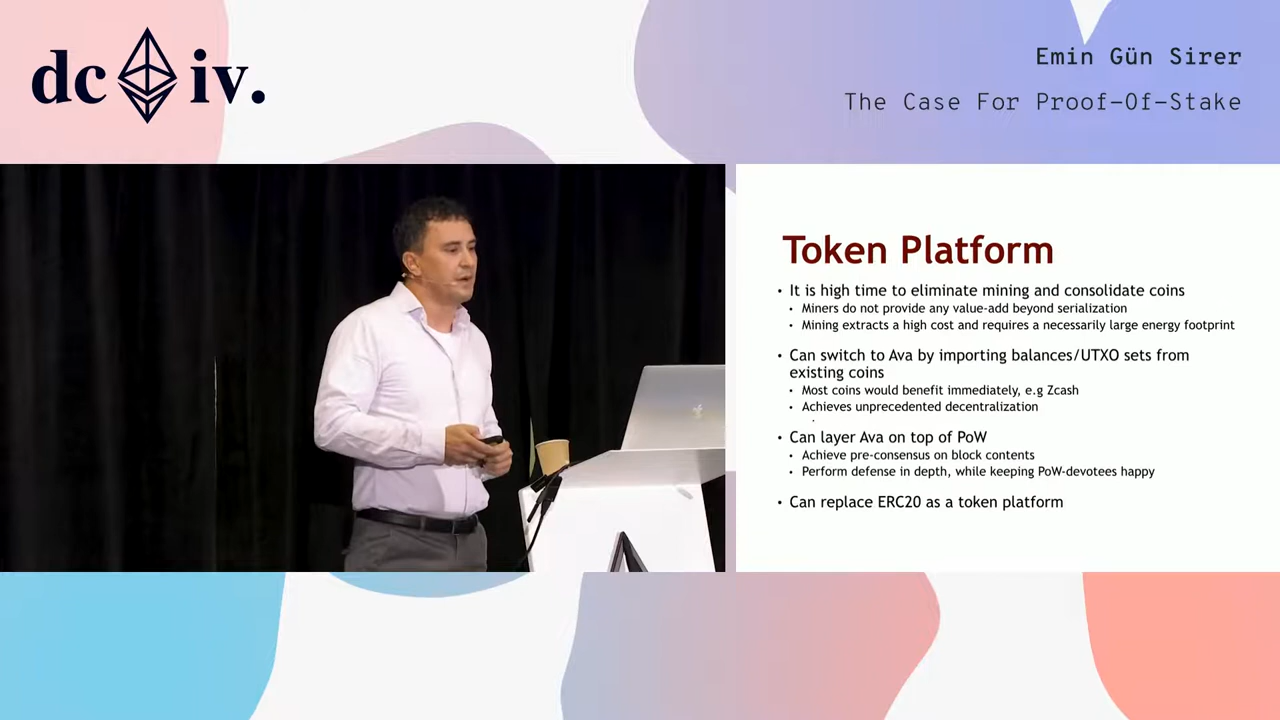 dc iv.
Emin Gün Sirer
The Case For Proof-Of-Stake
Token Platform
• It is high time to eliminate mining and consolidate coins
• Miners do not provide any value-add beyond serialization
• Mining extracts a high cost and requires a necessarily large energy footprint
• Can switch to Ava by importing balances/UTXO sets from
existing coins
• Most coins would benefit immediately, e.g Zcash
• Achieves unprecedented decentralization
• Can layer Ava on top of PoW
• Achieve pre-consensus on block contents
• Perform defense in depth, while keeping PoW-devotees happy
• Can replace ERC20 as a token platform